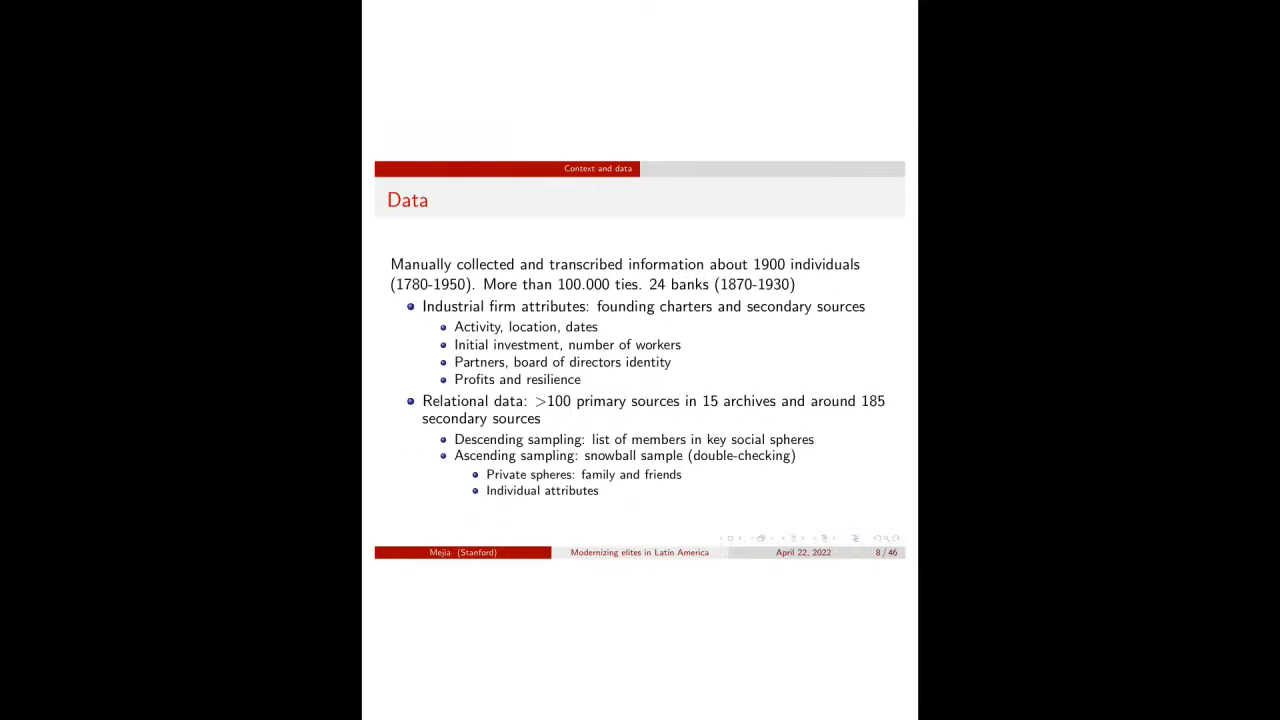 Context and data
Data
Manually collected and transcribed information about 1900 individuals
(1780-1950). More than 100.000 ties. 24 banks (1870-1930)
Industrial firm attributes: founding charters and secondary sources
Activity, location, dates
Initial investment, number of workers
Partners, board of directors identity
Profits and resilience
Relational data: >100 primary sources in 15 archives and around 185
secondary sources
Descending sampling: list of members in key social spheres
Ascending sampling: snowball sample (double-checking)
Private spheres: family and friends
Individual attributes
Mejia (Stanford) Modernizing elites in Latin America April 22, 2022 8 / 46